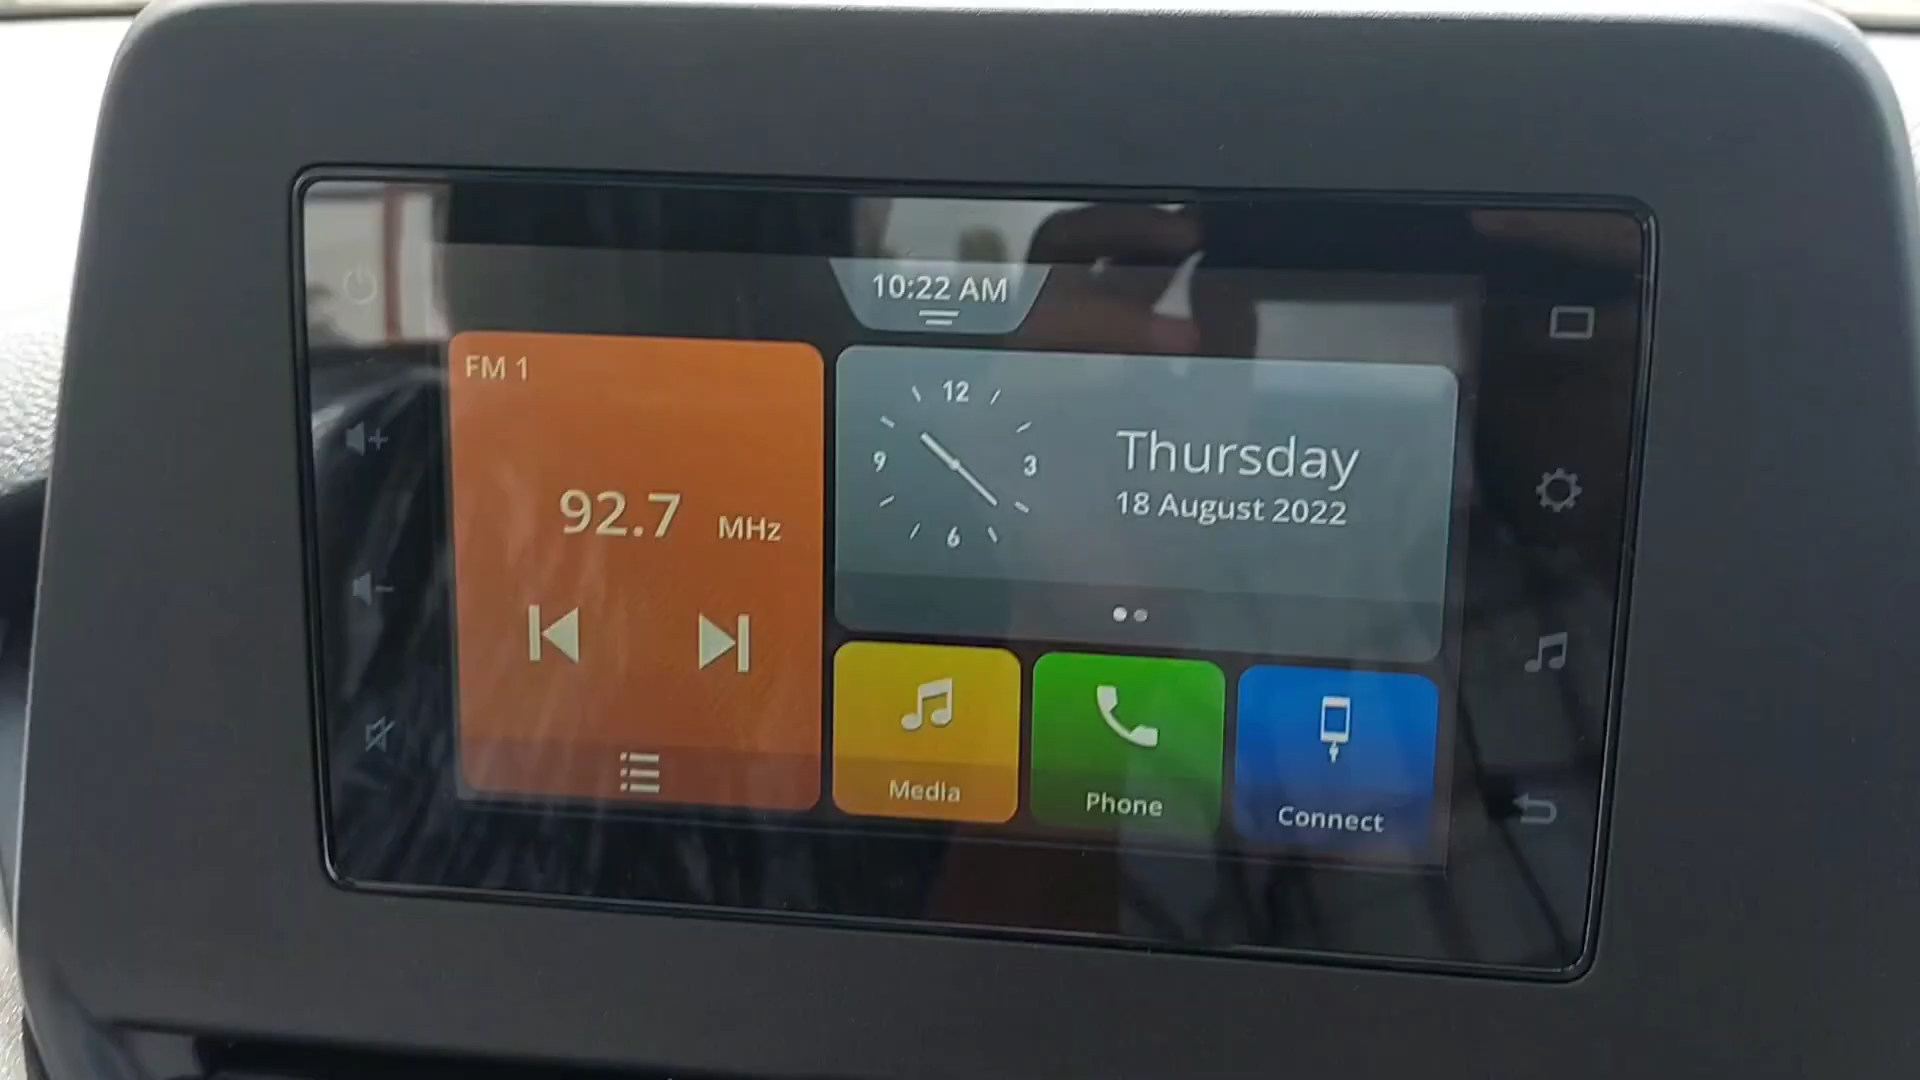 10:22 AM
FM 1
92.7 MHz
12
9
3
6
Thursday
18 August 2022
Media
Phone
Connect